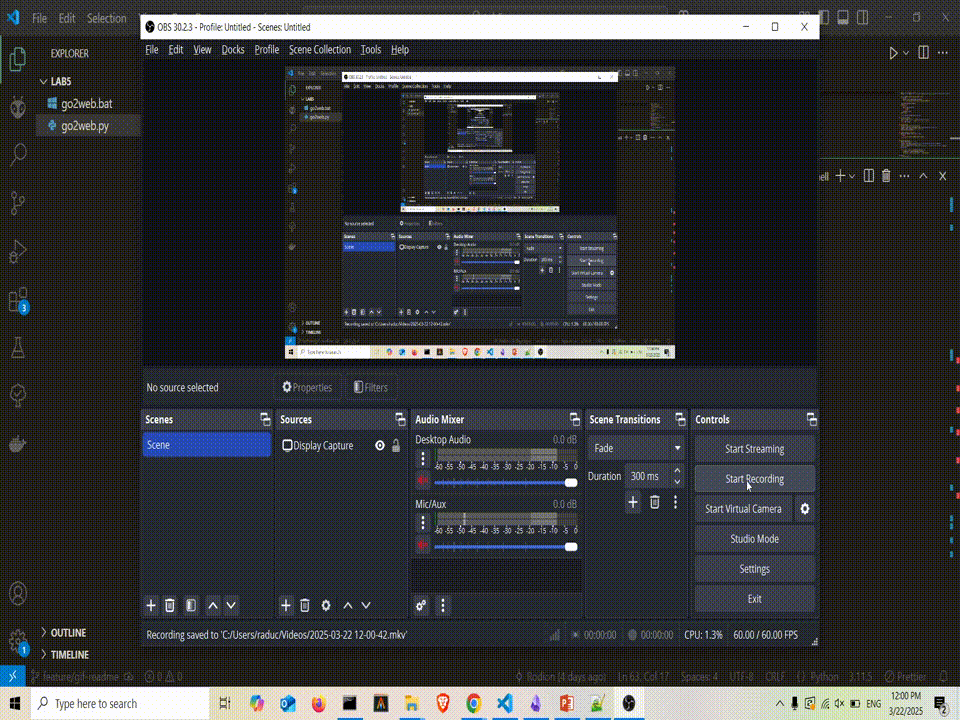 File Edit Selection
OBS 30.2.3 - Profile: Untitled - Scenes: Untitled
File Edit View Docks Profile Scene Collection Tools Help
EXPLORER
LAB5
go2web.bat
go2web.py
No source selected
Properties
Filters
Scenes
Sources
Audio Mixer
Scene Transitions
Controls
Scene
Display Capture
Desktop Audio
0.0 dB
-60 -55 -50 -45 -40 -35 -30 -25 -20 -15 -10 -5 0
Mic/Aux
0.0 dB
-60 -55 -50 -45 -40 -35 -30 -25 -20 -15 -10 -5 0
Fade
Duration 300 ms
Start Streaming
Start Recording
Start Virtual Camera
Studio Mode
Settings
Exit
3
1
OUTLINE
TIMELINE
Recording saved to 'C:/Users/raduc/Videos/2025-03-22 12-00-42.mkv'
00:00:00
00:00:00
CPU: 1.3%
60.00 / 60.00 FPS
feature/gif-readme
0 0
Rodion (4 days ago)
Ln 63, Col 17
Spaces: 4
UTF-8
CRLF
Python
3.11.5
Prettier
Type here to search
ENG
12:00 PM
3/22/2025
2